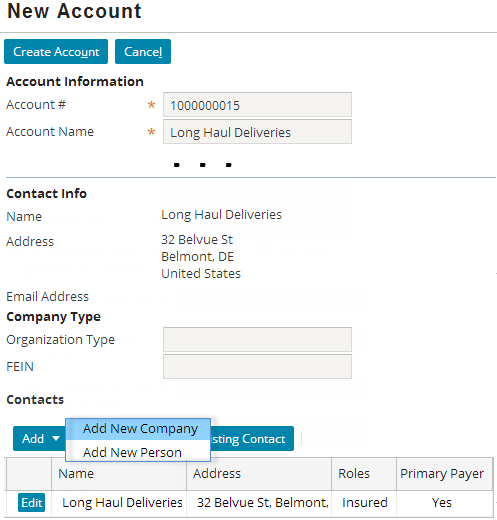 New Account
Create Account Cancel
Account Information
Account # * 1000000015
Account Name * Long Haul Deliveries
. . .
Contact Info
Name Long Haul Deliveries
Address 32 Belvue St
Belmont, DE
United States
Email Address
Company Type
Organization Type
FEIN
Contacts
Add Add New Company isting Contact
Add New Person
Name Address Roles Primary Payer
Edit Long Haul Deliveries 32 Belvue St, Belmont, Insured Yes